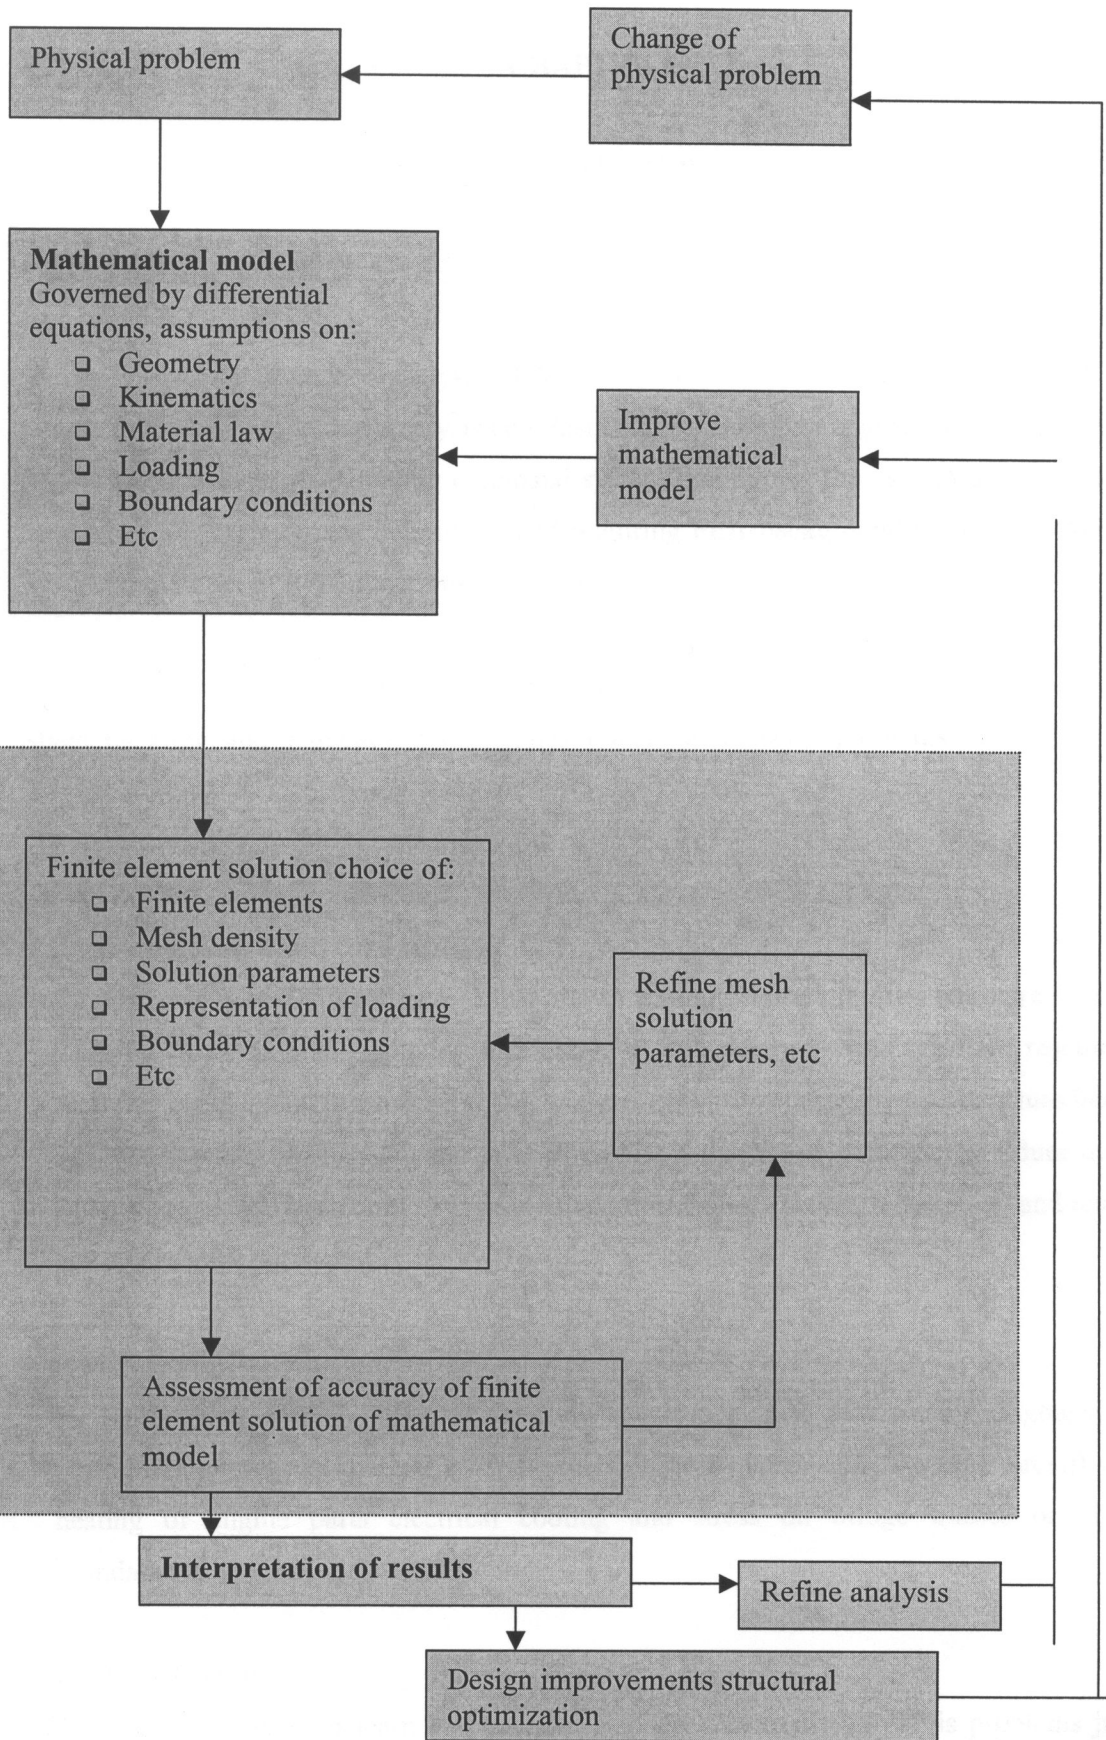 Physical problem
Change of
physical problem
Mathematical model
Governed by differential
equations, assumptions on:
❑ Geometry
❑ Kinematics
❑ Material law
❑ Loading
❑ Boundary conditions
❑ Etc
Improve
mathematical
model
Finite element solution choice of:
❑ Finite elements
❑ Mesh density
❑ Solution parameters
❑ Representation of loading
❑ Boundary conditions
❑ Etc
Refine mesh
solution
parameters, etc
Assessment of accuracy of finite
element solution of mathematical
model
Interpretation of results
Refine analysis
Design improvements structural
optimization